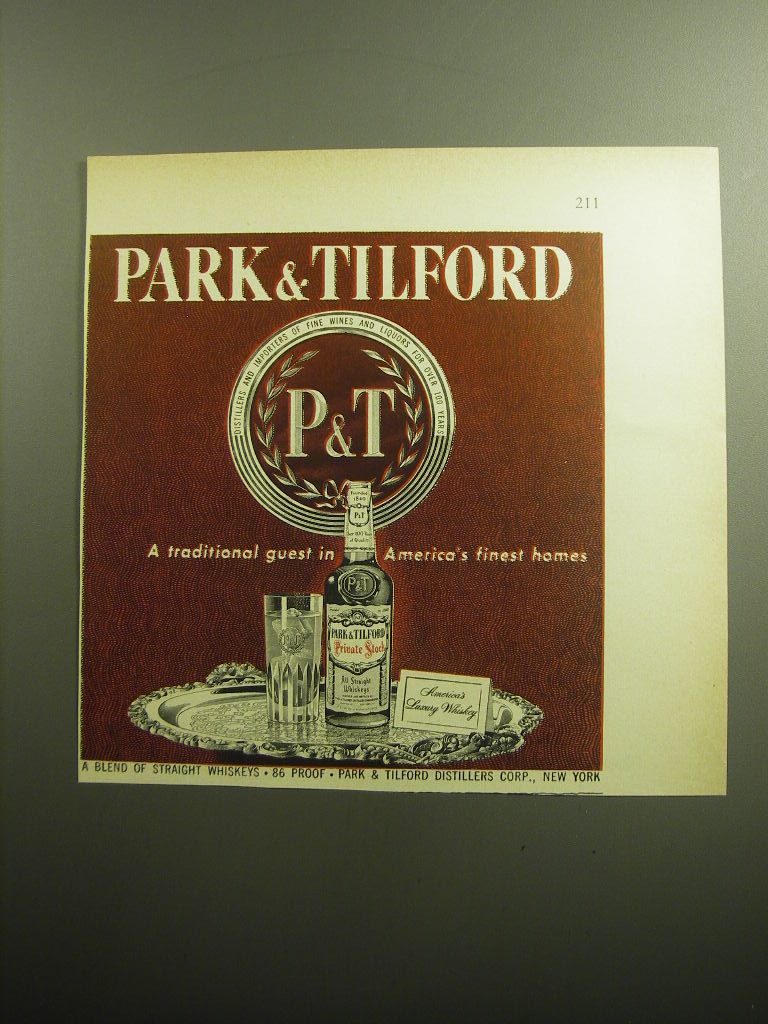 211
PARK & TILFORD
DISTILLERS AND IMPORTERS OF FINE WINES AND LIQUORS FOR OVER 100 YEARS
P&T
Founded
1840
P&T
A traditional guest in America's finest homes
P&T
PARK & TILFORD
Private Stock
All Straight
Whiskeys
America's
Luxury Whiskey
A BLEND OF STRAIGHT WHISKEYS • 86 PROOF • PARK & TILFORD DISTILLERS CORP., NEW YORK